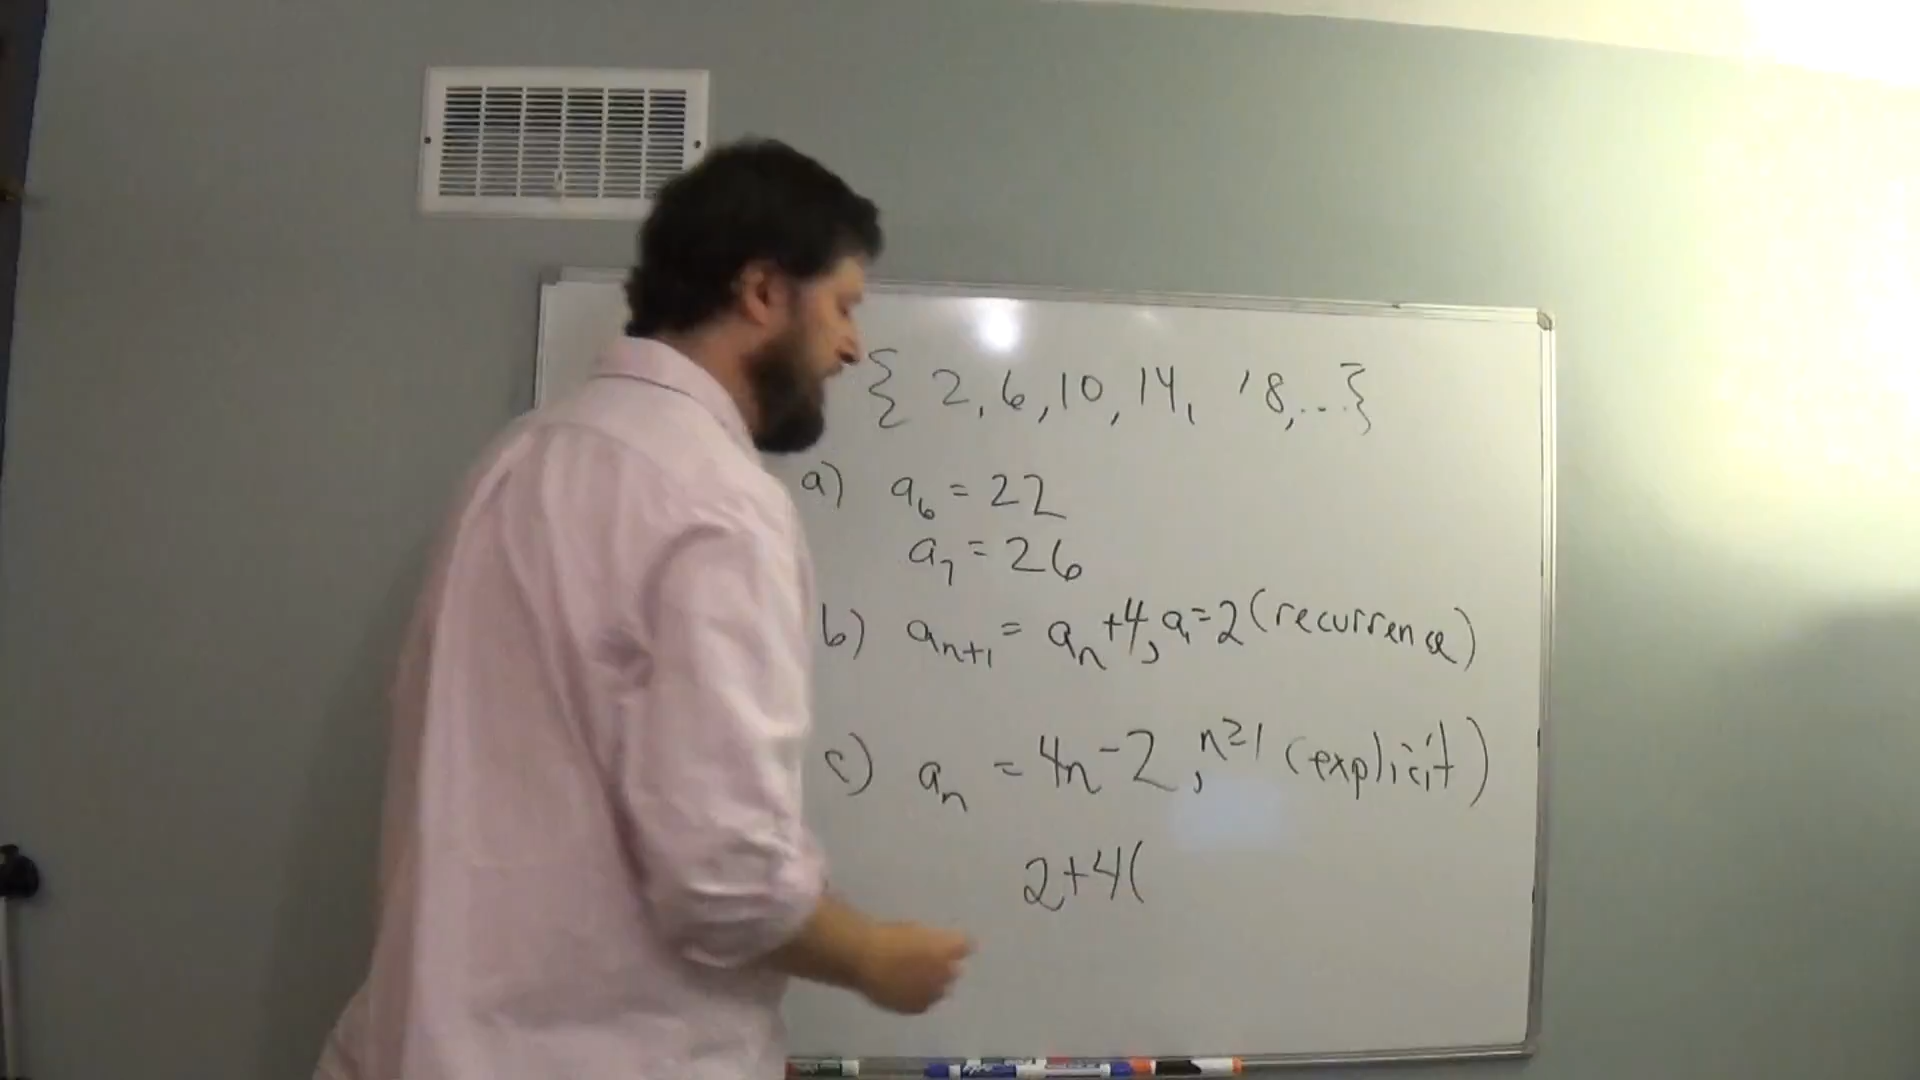 { 2, 6, 10, 14, 18, ... }
a) a₆ = 22
a₇ = 26
b) aₙ₊₁ = aₙ + 4, a₁ = 2 (recurrence)
c) aₙ = 4n - 2, n ≥ 1 (explicit)
2 + 4(